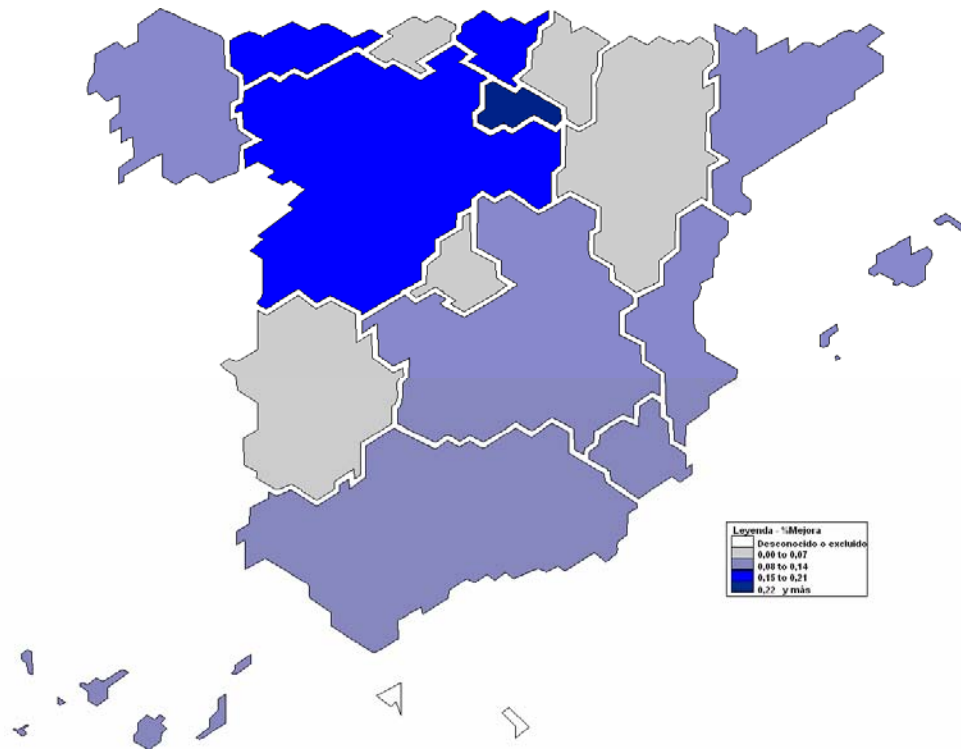 Leyenda - %Mejora
Desconocido o excluido
0,00 to 0,07
0,08 to 0,14
0,15 to 0,21
0,22 y más